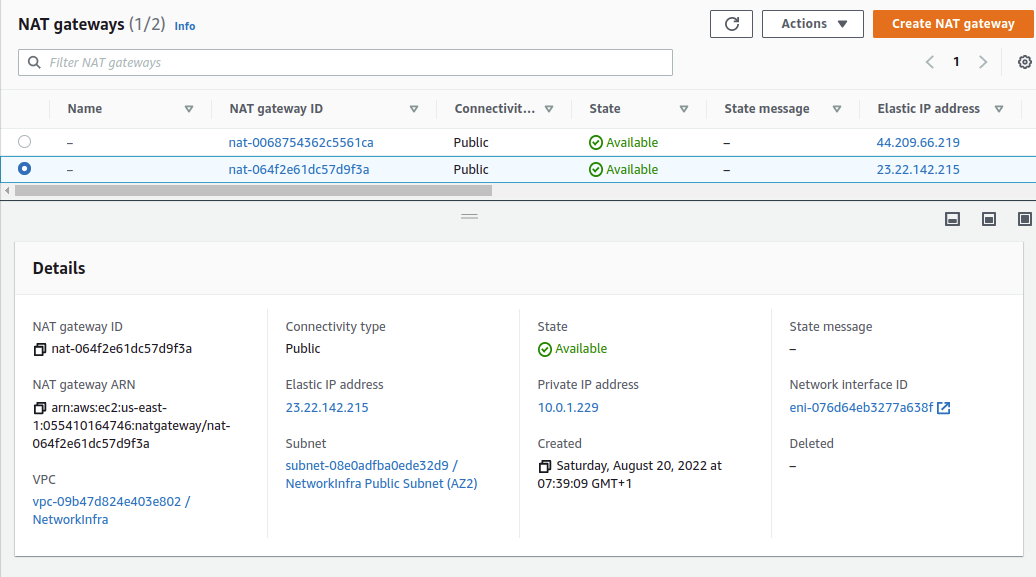 NAT gateways (1/2) Info
Actions
Create NAT gateway
Filter NAT gateways
1
Name NAT gateway ID Connectivit... State State message Elastic IP address
– nat-0068754362c5561ca Public Available – 44.209.66.219
– nat-064f2e61dc57d9f3a Public Available – 23.22.142.215
Details
NAT gateway ID
nat-064f2e61dc57d9f3a
NAT gateway ARN
arn:aws:ec2:us-east-
1:055410164746:natgateway/nat-
064f2e61dc57d9f3a
VPC
vpc-09b47d824e403e802 /
NetworkInfra
Connectivity type
Public
Elastic IP address
23.22.142.215
Subnet
subnet-08e0adfba0ede32d9 /
NetworkInfra Public Subnet (AZ2)
State
Available
Private IP address
10.0.1.229
Created
Saturday, August 20, 2022 at
07:39:09 GMT+1
State message
–
Network interface ID
eni-076d64eb3277a638f
Deleted
–